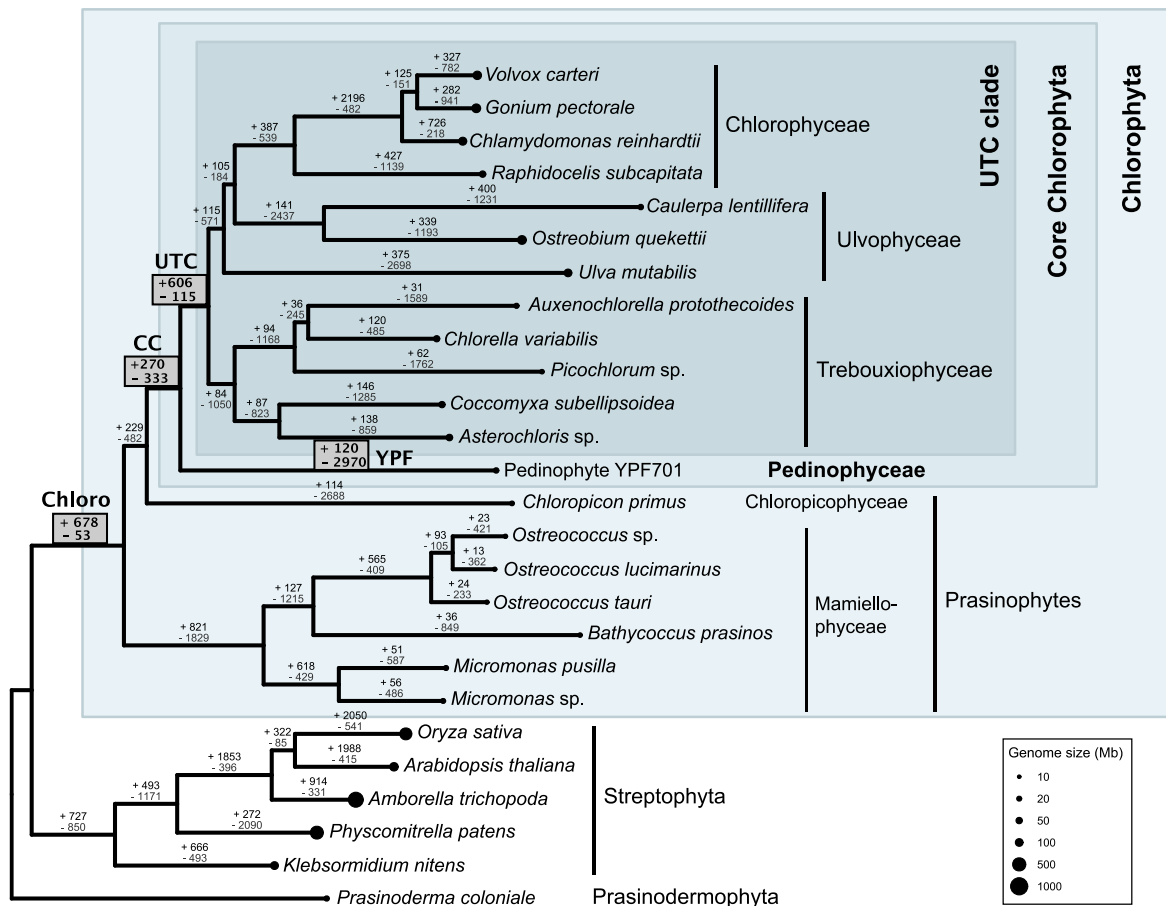 + 327
- 782
Volvox carteri
+ 125
- 151
+ 282
- 941
Gonium pectorale
+ 2196
- 482
+ 726
- 218
Chlamydomonas reinhardtii
Chlorophyceae
+ 387
- 539
+ 427
- 1139
Raphidocelis subcapitata
+ 105
- 184
+ 400
- 1231
Caulerpa lentillifera
+ 141
- 2437
+ 339
- 1193
Ostreobium quekettii
Ulvophyceae
+ 115
- 571
+ 375
- 2698
Ulva mutabilis
UTC
+606
- 115
+ 31
- 1589
Auxenochlorella protothecoides
+ 36
- 245
+ 120
- 485
Chlorella variabilis
+ 94
- 1168
+ 62
- 1762
Picochlorum sp.
Trebouxiophyceae
CC
+270
- 333
+ 84
- 1050
+ 146
- 1285
Coccomyxa subellipsoidea
+ 87
- 823
+ 138
- 859
Asterochloris sp.
+ 120
- 2970
YPF
Pedinophyte YPF701
Pedinophyceae
+ 229
- 482
+ 114
- 2688
Chloropicon primus
Chloropicophyceae
Chloro
+ 678
- 53
+ 23
- 421
Ostreococcus sp.
+ 93
- 105
+ 13
- 362
Ostreococcus lucimarinus
+ 565
- 409
+ 24
- 233
Ostreococcus tauri
+ 127
- 1215
+ 36
- 849
Bathycoccus prasinos
Mamiello-
phyceae
Prasinophytes
+ 821
- 1829
+ 51
- 587
Micromonas pusilla
+ 618
- 429
+ 56
- 486
Micromonas sp.
UTC clade
Core Chlorophyta
Chlorophyta
+ 2050
- 541
Oryza sativa
+ 322
- 85
+ 1988
- 415
Arabidopsis thaliana
+ 1853
- 396
+ 914
- 331
Amborella trichopoda
Streptophyta
+ 493
- 1171
+ 272
- 2090
Physcomitrella patens
+ 727
- 850
+ 666
- 493
Klebsormidium nitens
Prasinoderma coloniale
Prasinodermophyta
Genome size (Mb)
10
20
50
100
500
1000